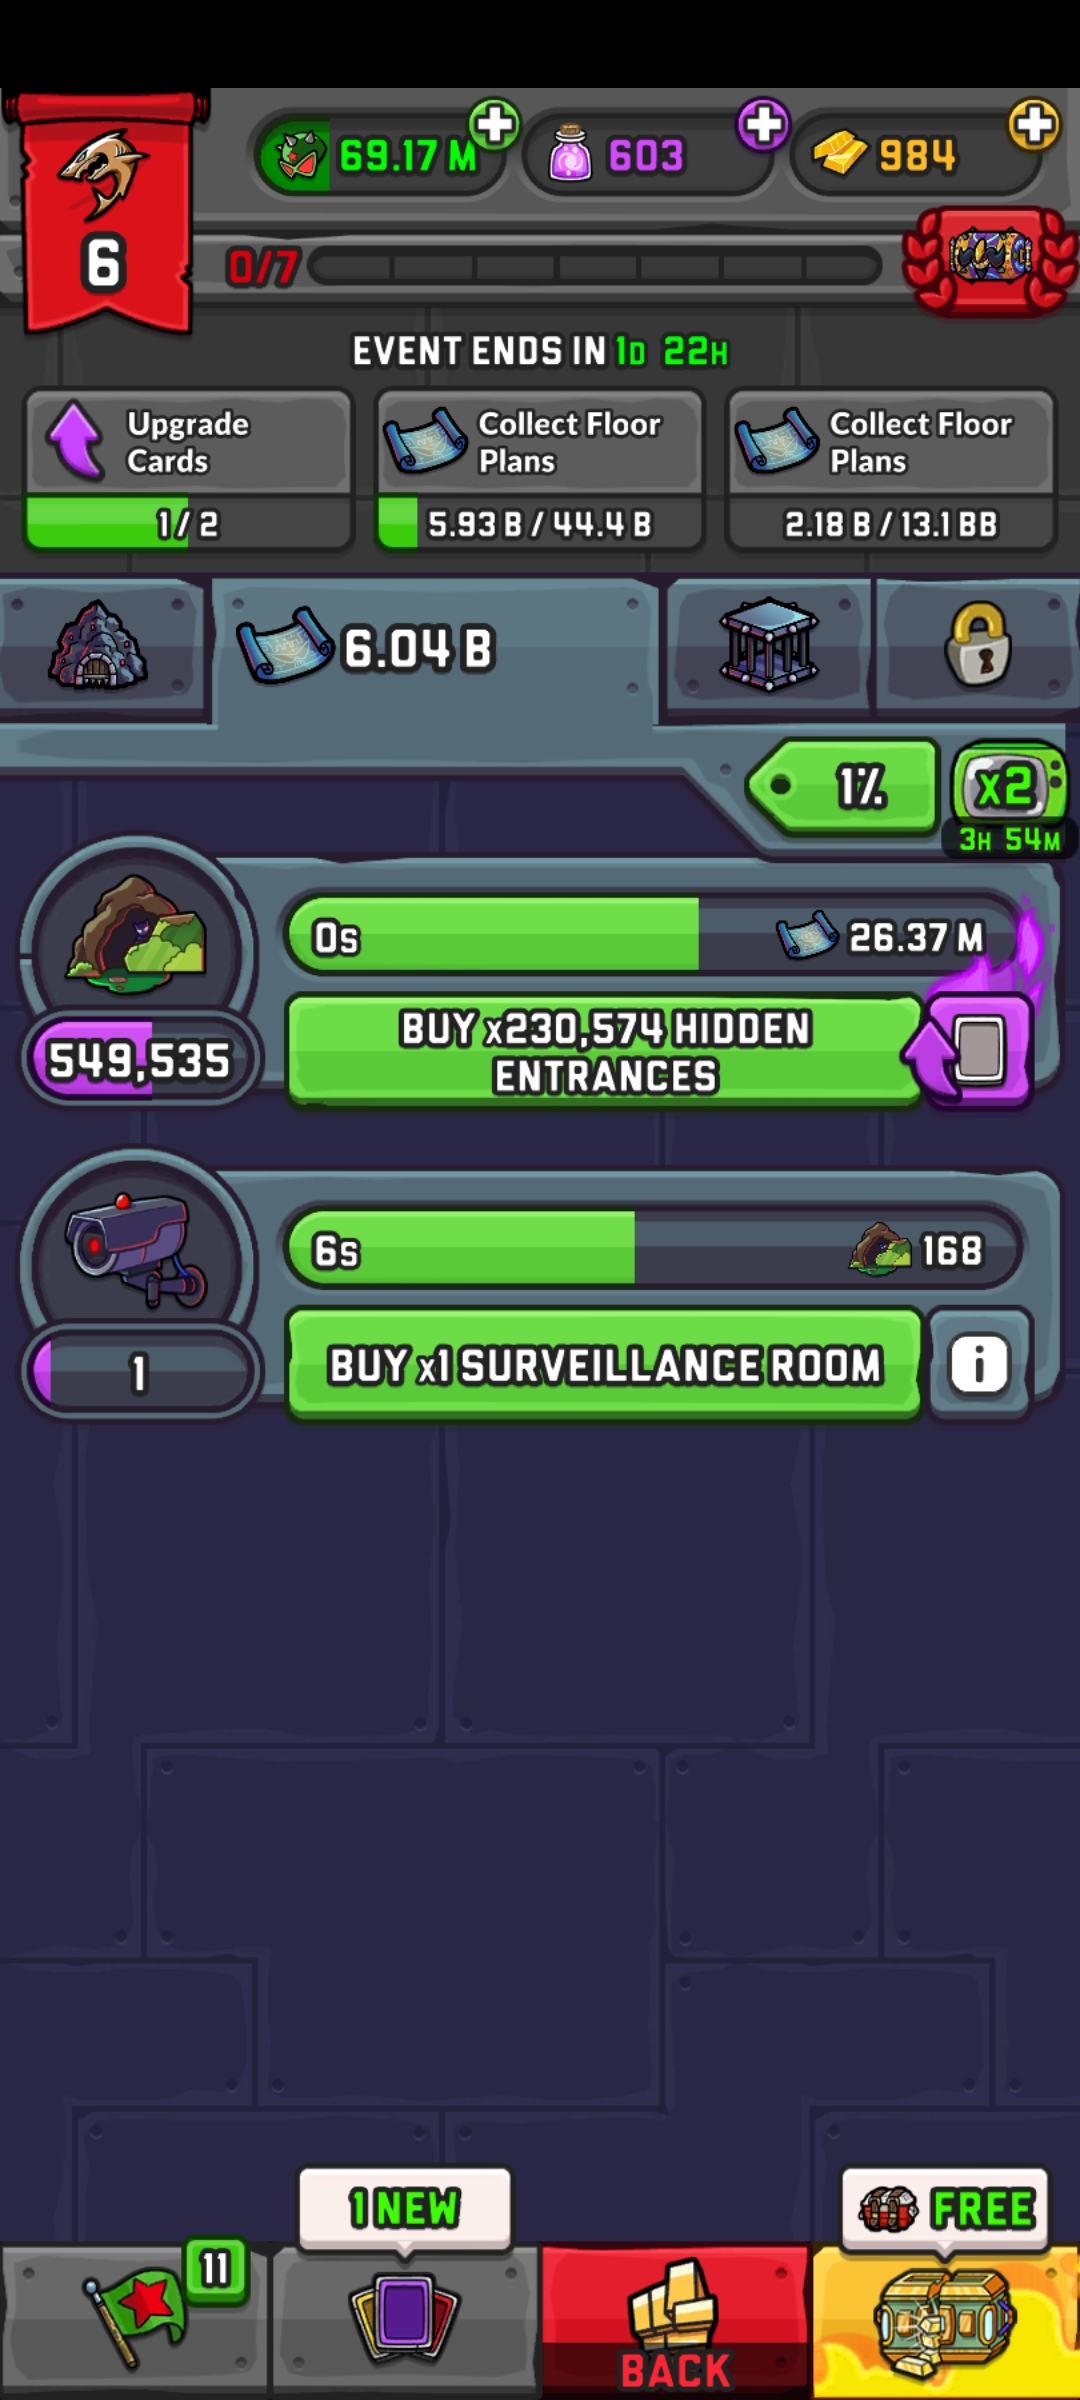 69.17 M
603
984
6
0/7
EVENT ENDS IN 1D 22H
Upgrade
Cards
1 / 2
Collect Floor
Plans
5.93 B / 44.4 B
Collect Floor
Plans
2.18 B / 13.1 BB
6.04 B
1%
x2
3H 54M
0s
26.37 M
BUY x230,574 HIDDEN
ENTRANCES
549,535
6s
168
BUY x1 SURVEILLANCE ROOM
i
1
1 NEW
FREE
11
BACK